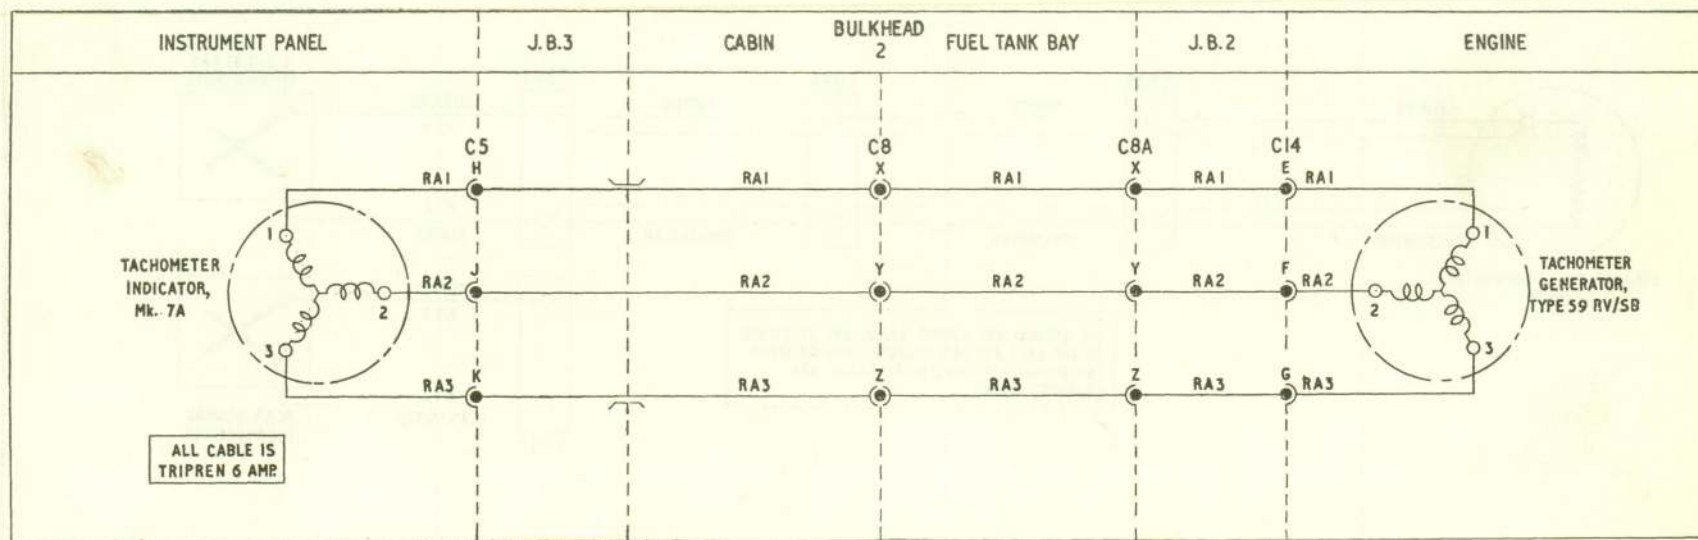 INSTRUMENT PANEL
J.B.3
CABIN
BULKHEAD
2
FUEL TANK BAY
J.B.2
ENGINE
C5
C8
C8A
C14
H
X
X
E
RA1
RA1
RA1
RA1
RA1
1
1
TACHOMETER
INDICATOR,
Mk. 7A
J
Y
Y
F
RA2
RA2
RA2
RA2
RA2
2
2
TACHOMETER
GENERATOR,
TYPE 59 RV/SB
3
3
K
Z
Z
G
RA3
RA3
RA3
RA3
RA3
ALL CABLE IS
TRIPREN 6 AMP.